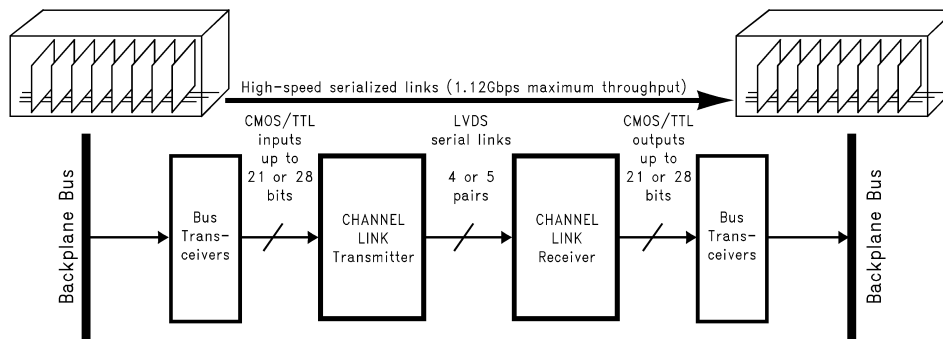 High-speed serialized links (1.12Gbps maximum throughput)
Backplane Bus
Bus
Trans-
ceivers
CMOS/TTL
inputs
up to
21 or 28
bits
CHANNEL
LINK
Transmitter
LVDS
serial links
4 or 5
pairs
CHANNEL
LINK
Receiver
CMOS/TTL
outputs
up to
21 or 28
bits
Bus
Trans-
ceivers
Backplane Bus